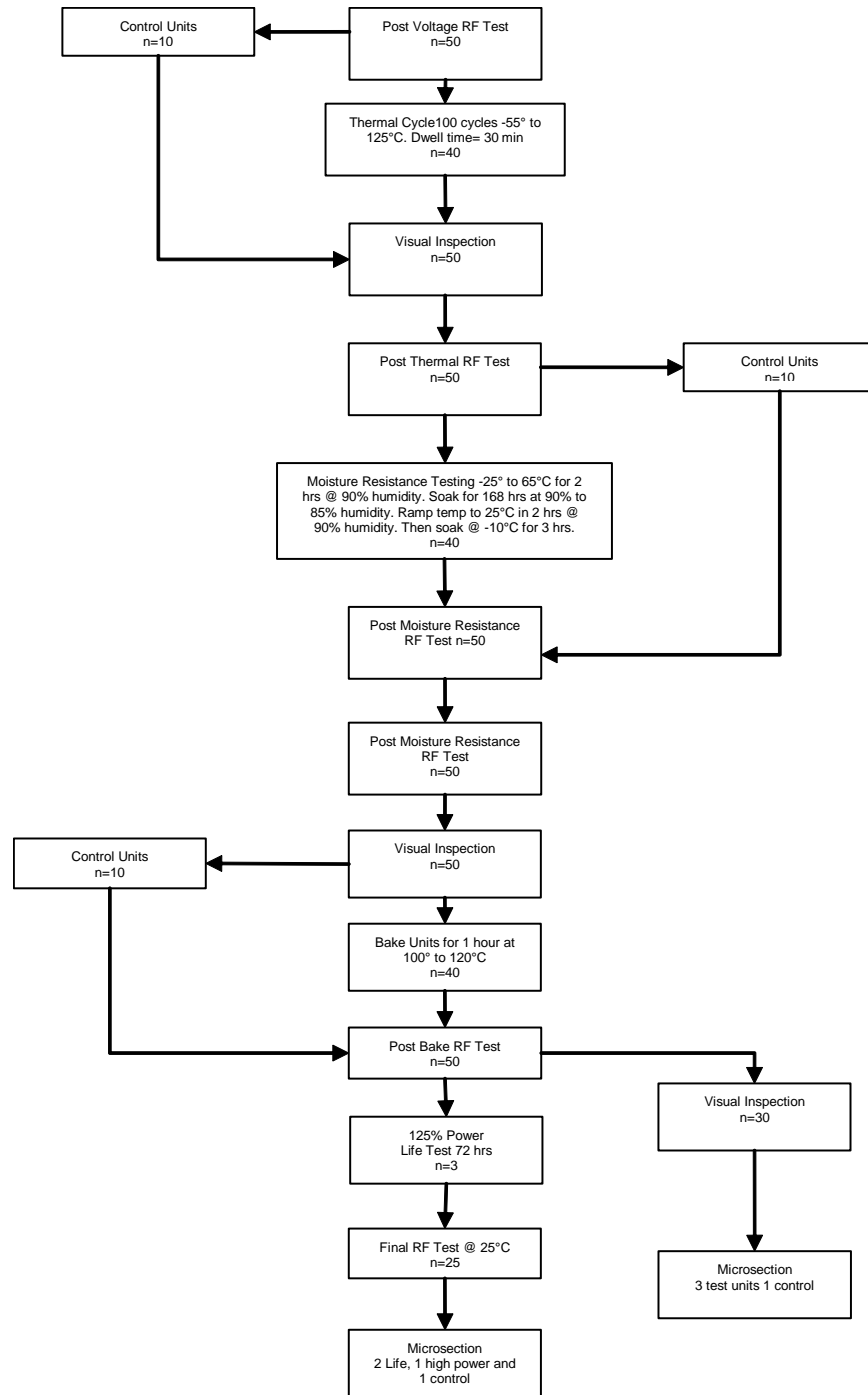 Control Units
n=10
Post Voltage RF Test
n=50
Thermal Cycle100 cycles -55° to
125°C. Dwell time= 30 min
n=40
Visual Inspection
n=50
Post Thermal RF Test
n=50
Control Units
n=10
Moisture Resistance Testing -25° to 65°C for 2
hrs @ 90% humidity. Soak for 168 hrs at 90% to
85% humidity. Ramp temp to 25°C in 2 hrs @
90% humidity. Then soak @ -10°C for 3 hrs.
n=40
Post Moisture Resistance
RF Test n=50
Post Moisture Resistance
RF Test
n=50
Control Units
n=10
Visual Inspection
n=50
Bake Units for 1 hour at
100° to 120°C
n=40
Post Bake RF Test
n=50
Visual Inspection
n=30
125% Power
Life Test 72 hrs
n=3
Final RF Test @ 25°C
n=25
Microsection
3 test units 1 control
Microsection
2 Life, 1 high power and
1 control